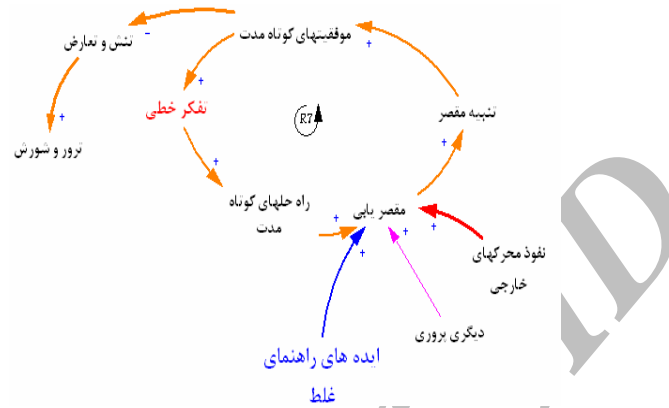 موفقیتهای کوتاه مدت
تنش و تعارض
تفکر خطی
R7
تنبیه مقصر
ترور و شورش
راه حلهای کوتاه
مدت
مقصر یابی
نفوذ محرکهای
خارجی
دیگری پروری
ایده های راهنمای
غلط